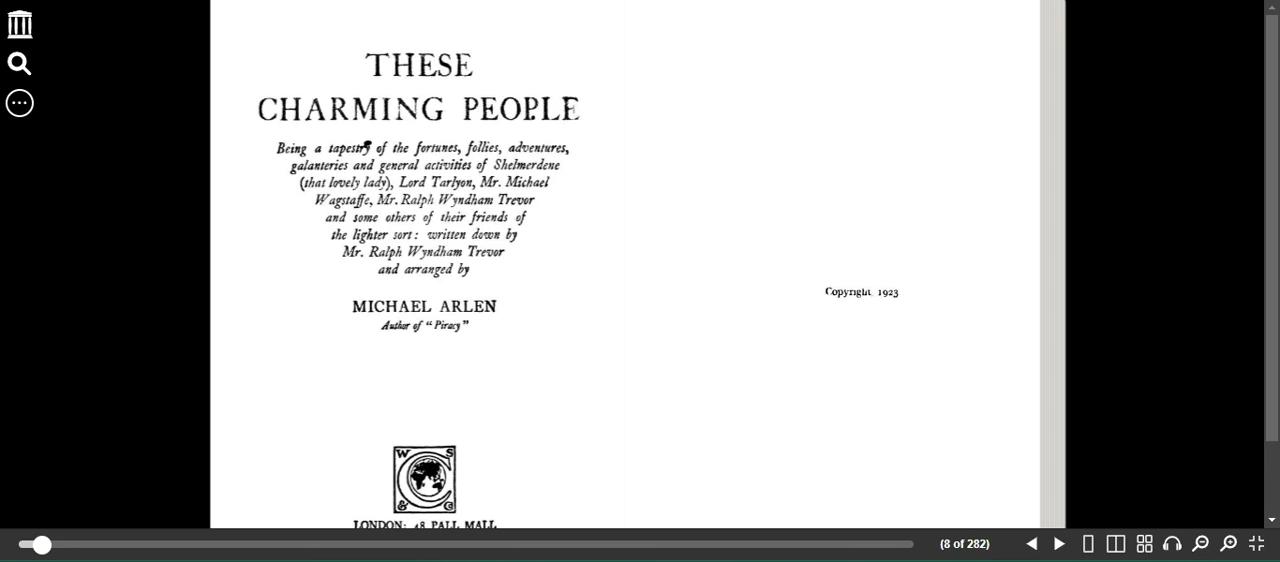 THESE
CHARMING PEOPLE
Being a tapestry of the fortunes, follies, adventures,
galanteries and general activities of Shelmerdene
(that lovely lady), Lord Tarlyon, Mr. Michael
Wagstaffe, Mr. Ralph Wyndham Trevor
and some others of their friends of
the lighter sort: written down by
Mr. Ralph Wyndham Trevor
and arranged by
MICHAEL ARLEN
Author of "Piracy"
W S
C
& Co
LONDON: 48 PALL MALL
Copyright 1923
(8 of 282)